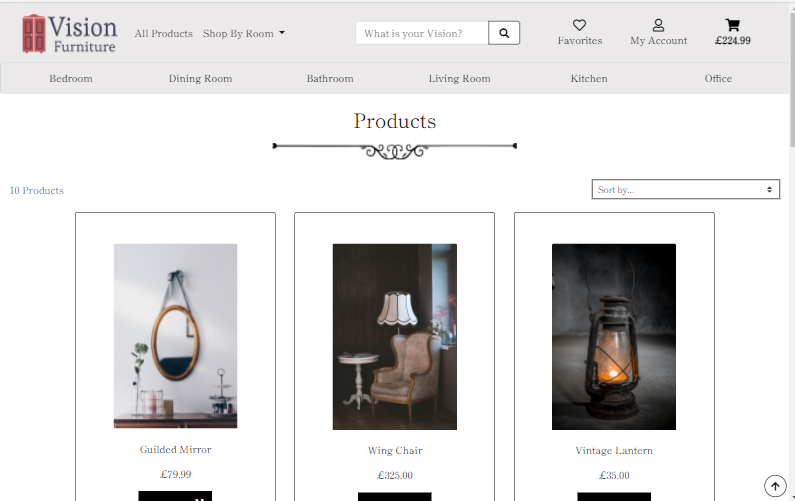 Vision
Furniture
All Products Shop By Room
What is your Vision?
Favorites
My Account
£224.99
Bedroom Dining Room Bathroom Living Room Kitchen Office
Products
10 Products
Sort by...
Guilded Mirror
£79.99
Wing Chair
£325.00
Vintage Lantern
£35.00